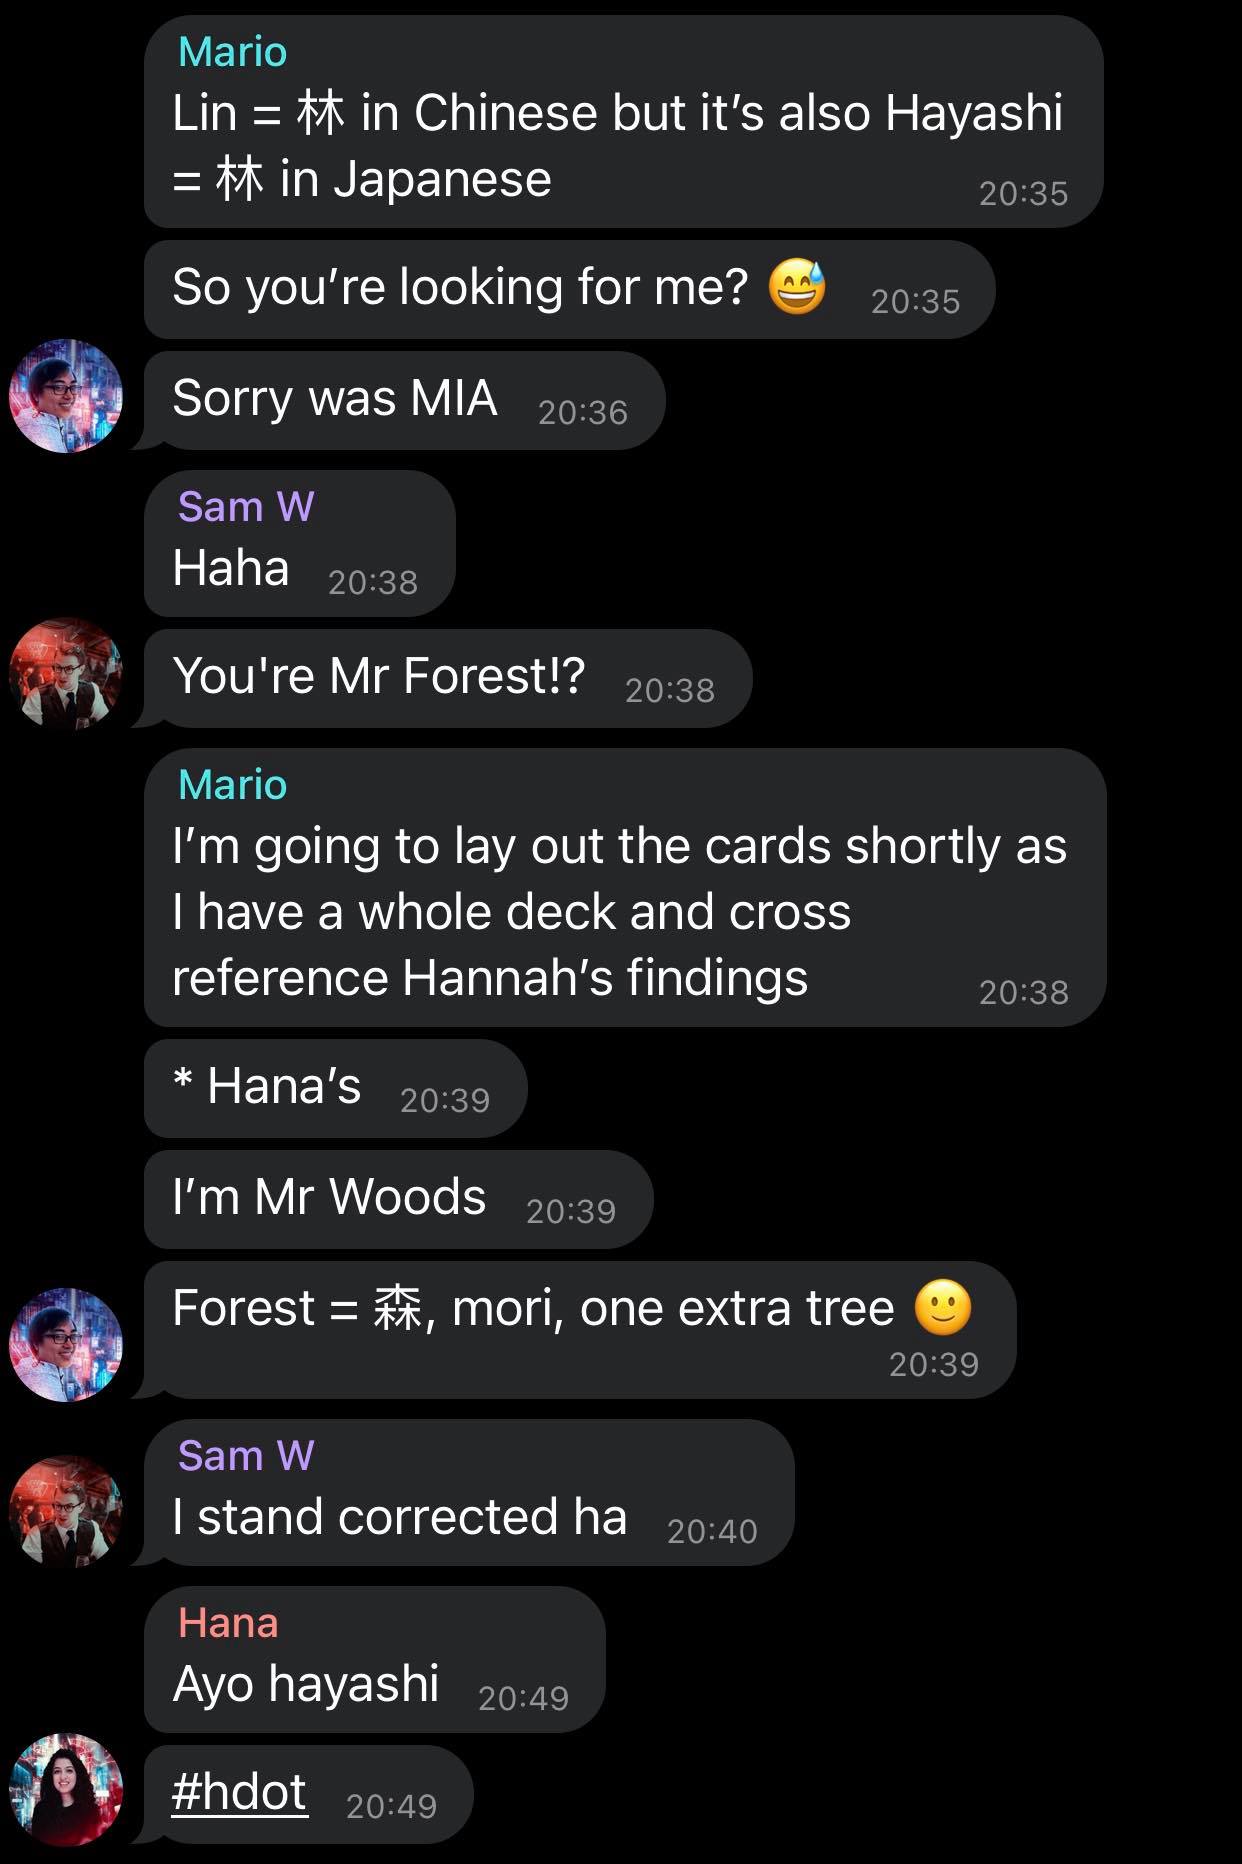 Mario
Lin = 林 in Chinese but it’s also Hayashi
= 林 in Japanese
20:35
So you’re looking for me? 😅 20:35
Sorry was MIA 20:36
Sam W
Haha 20:38
You're Mr Forest!? 20:38
Mario
I’m going to lay out the cards shortly as
I have a whole deck and cross
reference Hannah’s findings
20:38
* Hana’s 20:39
I’m Mr Woods 20:39
Forest = 森, mori, one extra tree 🙂
20:39
Sam W
I stand corrected ha 20:40
Hana
Ayo hayashi 20:49
#hdot 20:49